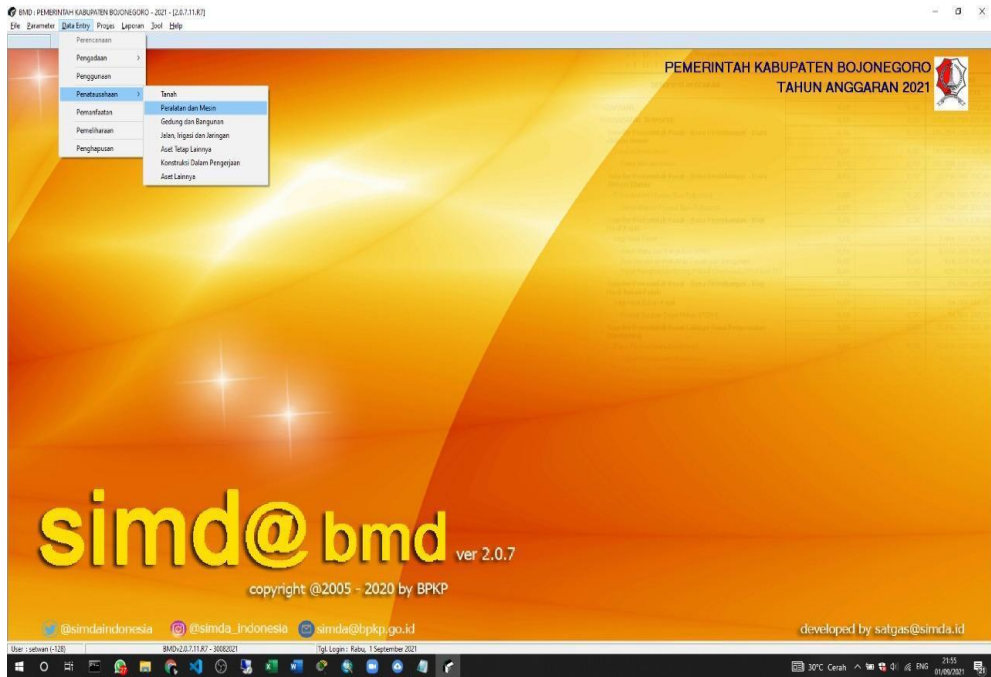 BMD : PEMERINTAH KABUPATEN BOJONEGORO - 2021 - [2.0.7.11.R7]
File Parameter Data Entry Proses Laporan Tool Help
Perencanaan
Pengadaan >
Penggunaan
Penatausahaan >
Pemanfaatan
Pemeliharaan
Penghapusan
Tanah
Peralatan dan Mesin
Gedung dan Bangunan
Jalan, Irigasi dan Jaringan
Aset Tetap Lainnya
Konstruksi Dalam Pengerjaan
Aset Lainnya
PEMERINTAH KABUPATEN BOJONEGORO
TAHUN ANGGARAN 2021
simd@ bmd ver 2.0.7
copyright @2005 - 2020 by BPKP
@simdaindonesia @simda_indonesia simda@bpkp.go.id
developed by satgas@simda.id
User : setwan (-128) BMDv2.0.7.11.R7 - 30082021 Tgl. Login : Rabu, 1 September 2021
30°C Cerah ENG 21:55
01/09/2021